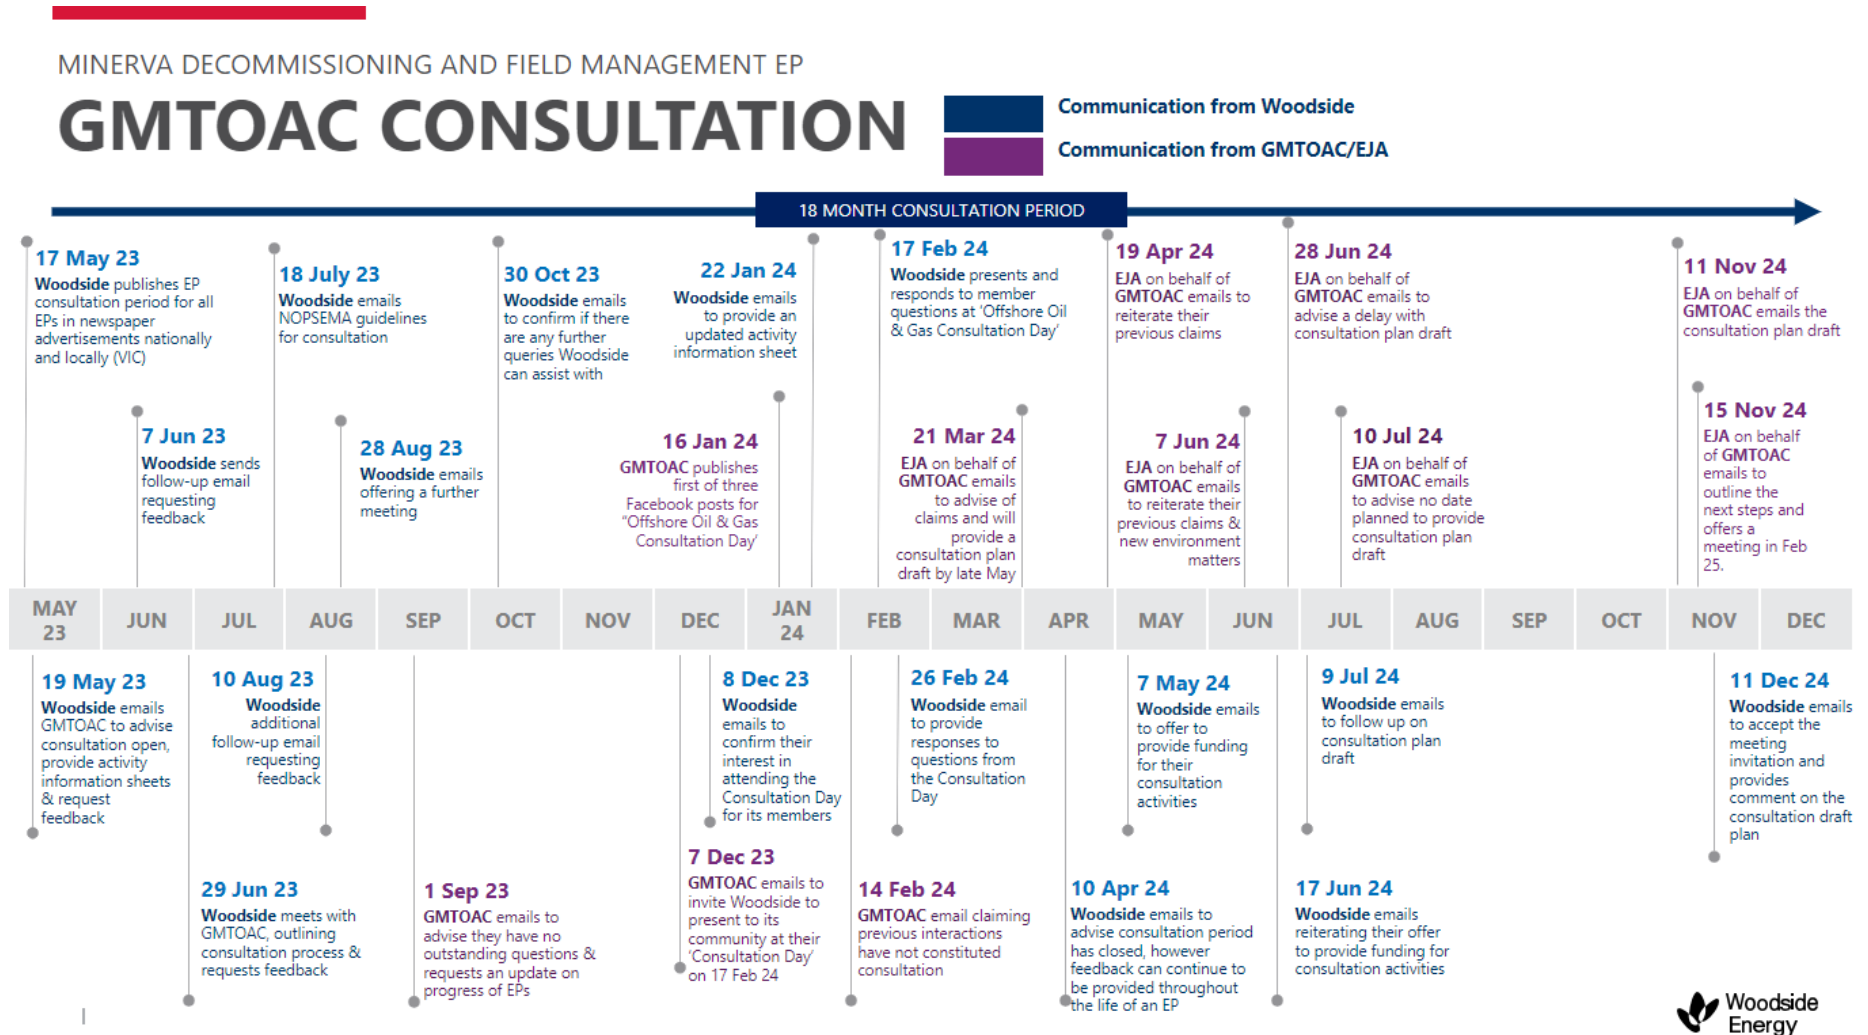 MINERVA DECOMMISSIONING AND FIELD MANAGEMENT EP
GMTOAC CONSULTATION
Communication from Woodside
Communication from GMTOAC/EJA
18 MONTH CONSULTATION PERIOD
17 May 23
Woodside publishes EP
consultation period for all
EPs in newspaper
advertisements nationally
and locally (VIC)
18 July 23
Woodside emails
NOPSEMA guidelines
for consultation
30 Oct 23
Woodside emails
to confirm if there
are any further
queries Woodside
can assist with
22 Jan 24
Woodside emails
to provide an
updated activity
information sheet
17 Feb 24
Woodside presents and
responds to member
questions at ‘Offshore Oil
& Gas Consultation Day’
19 Apr 24
EJA on behalf of
GMTOAC emails to
reiterate their
previous claims
28 Jun 24
EJA on behalf of
GMTOAC emails to
advise a delay with
consultation plan draft
11 Nov 24
EJA on behalf of
GMTOAC emails the
consultation plan draft
7 Jun 23
Woodside sends
follow-up email
requesting
feedback
28 Aug 23
Woodside emails
offering a further
meeting
16 Jan 24
GMTOAC publishes
first of three
Facebook posts for
“Offshore Oil & Gas
Consultation Day’
21 Mar 24
EJA on behalf of
GMTOAC emails
to advise of
claims and will
provide a
consultation plan
draft by late May
7 Jun 24
EJA on behalf of
GMTOAC emails
to reiterate their
previous claims &
new environment
matters
10 Jul 24
EJA on behalf of
GMTOAC emails
to advise no date
planned to provide
consultation plan
draft
15 Nov 24
EJA on behalf
of GMTOAC
emails to
outline the
next steps and
offers a
meeting in Feb
25.
MAY 23
JUN
JUL
AUG
SEP
OCT
NOV
DEC
JAN 24
FEB
MAR
APR
MAY
JUN
JUL
AUG
SEP
OCT
NOV
DEC
19 May 23
Woodside emails
GMTOAC to advise
consultation open,
provide activity
information sheets
& request
feedback
10 Aug 23
Woodside
additional
follow-up email
requesting
feedback
8 Dec 23
Woodside
emails to
confirm their
interest in
attending the
Consultation Day
for its members
26 Feb 24
Woodside email
to provide
responses to
questions from
the Consultation
Day
7 May 24
Woodside emails
to offer to
provide funding
for their
consultation
activities
9 Jul 24
Woodside emails
to follow up on
consultation plan
draft
11 Dec 24
Woodside emails
to accept the
meeting
invitation and
provides
comment on the
consultation draft
plan
29 Jun 23
Woodside meets with
GMTOAC, outlining
consultation process &
requests feedback
1 Sep 23
GMTOAC emails to
advise they have no
outstanding questions &
requests an update on
progress of EPs
7 Dec 23
GMTOAC emails to
invite Woodside to
present to its
community at their
‘Consultation Day’
on 17 Feb 24
14 Feb 24
GMTOAC email claiming
previous interactions
have not constituted
consultation
10 Apr 24
Woodside emails to
advise consultation period
has closed, however
feedback can continue to
be provided throughout
the life of an EP
17 Jun 24
Woodside emails
reiterating their offer
to provide funding for
consultation activities
Woodside
Energy